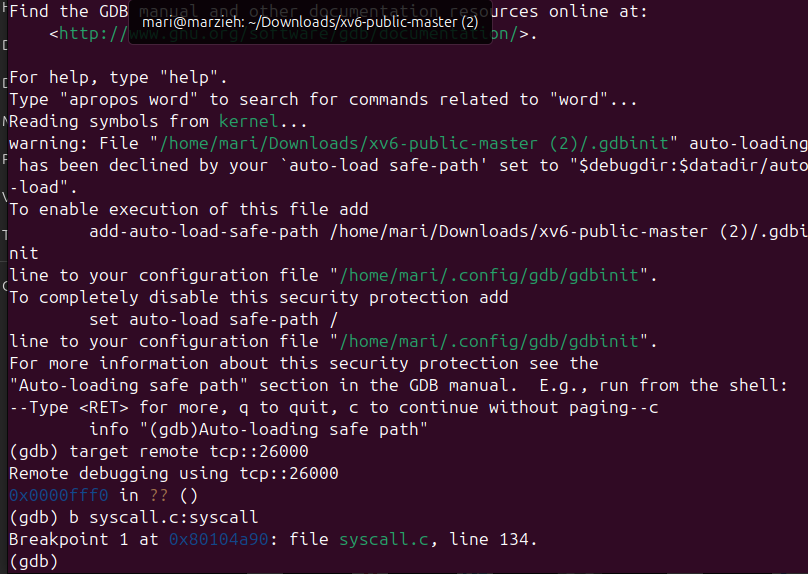 Find the GDB manual and other documentation resources online at:
mari@marzieh: ~/Downloads/xv6-public-master (2)
<http://www.gnu.org/software/gdb/documentation/>.
For help, type "help".
Type "apropos word" to search for commands related to "word"...
Reading symbols from kernel...
warning: File "/home/mari/Downloads/xv6-public-master (2)/.gdbinit" auto-loading
has been declined by your `auto-load safe-path' set to "$debugdir:$datadir/auto
-load".
To enable execution of this file add
add-auto-load-safe-path /home/mari/Downloads/xv6-public-master (2)/.gdbi
nit
line to your configuration file "/home/mari/.config/gdb/gdbinit".
To completely disable this security protection add
set auto-load safe-path /
line to your configuration file "/home/mari/.config/gdb/gdbinit".
For more information about this security protection see the
"Auto-loading safe path" section in the GDB manual.  E.g., run from the shell:
--Type <RET> for more, q to quit, c to continue without paging--c
info "(gdb)Auto-loading safe path"
(gdb) target remote tcp::26000
Remote debugging using tcp::26000
0x0000fff0 in ?? ()
(gdb) b syscall.c:syscall
Breakpoint 1 at 0x80104a90: file syscall.c, line 134.
(gdb)